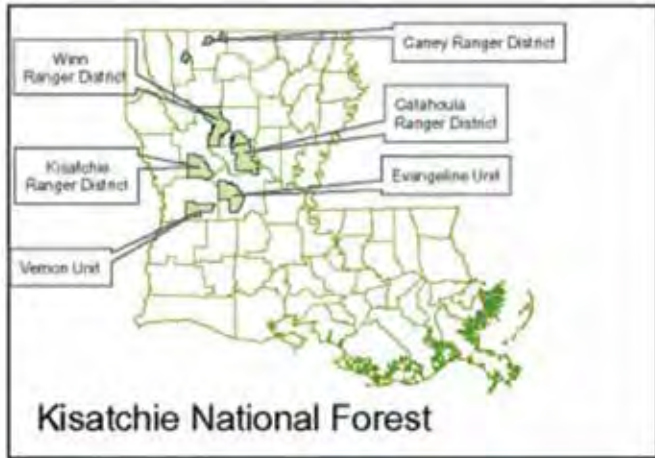 Winn
Ranger District
Caney Ranger District
Catahoula
Ranger District
Kisatchie
Ranger District
Evangeline Unit
Vernon Unit
Kisatchie National Forest